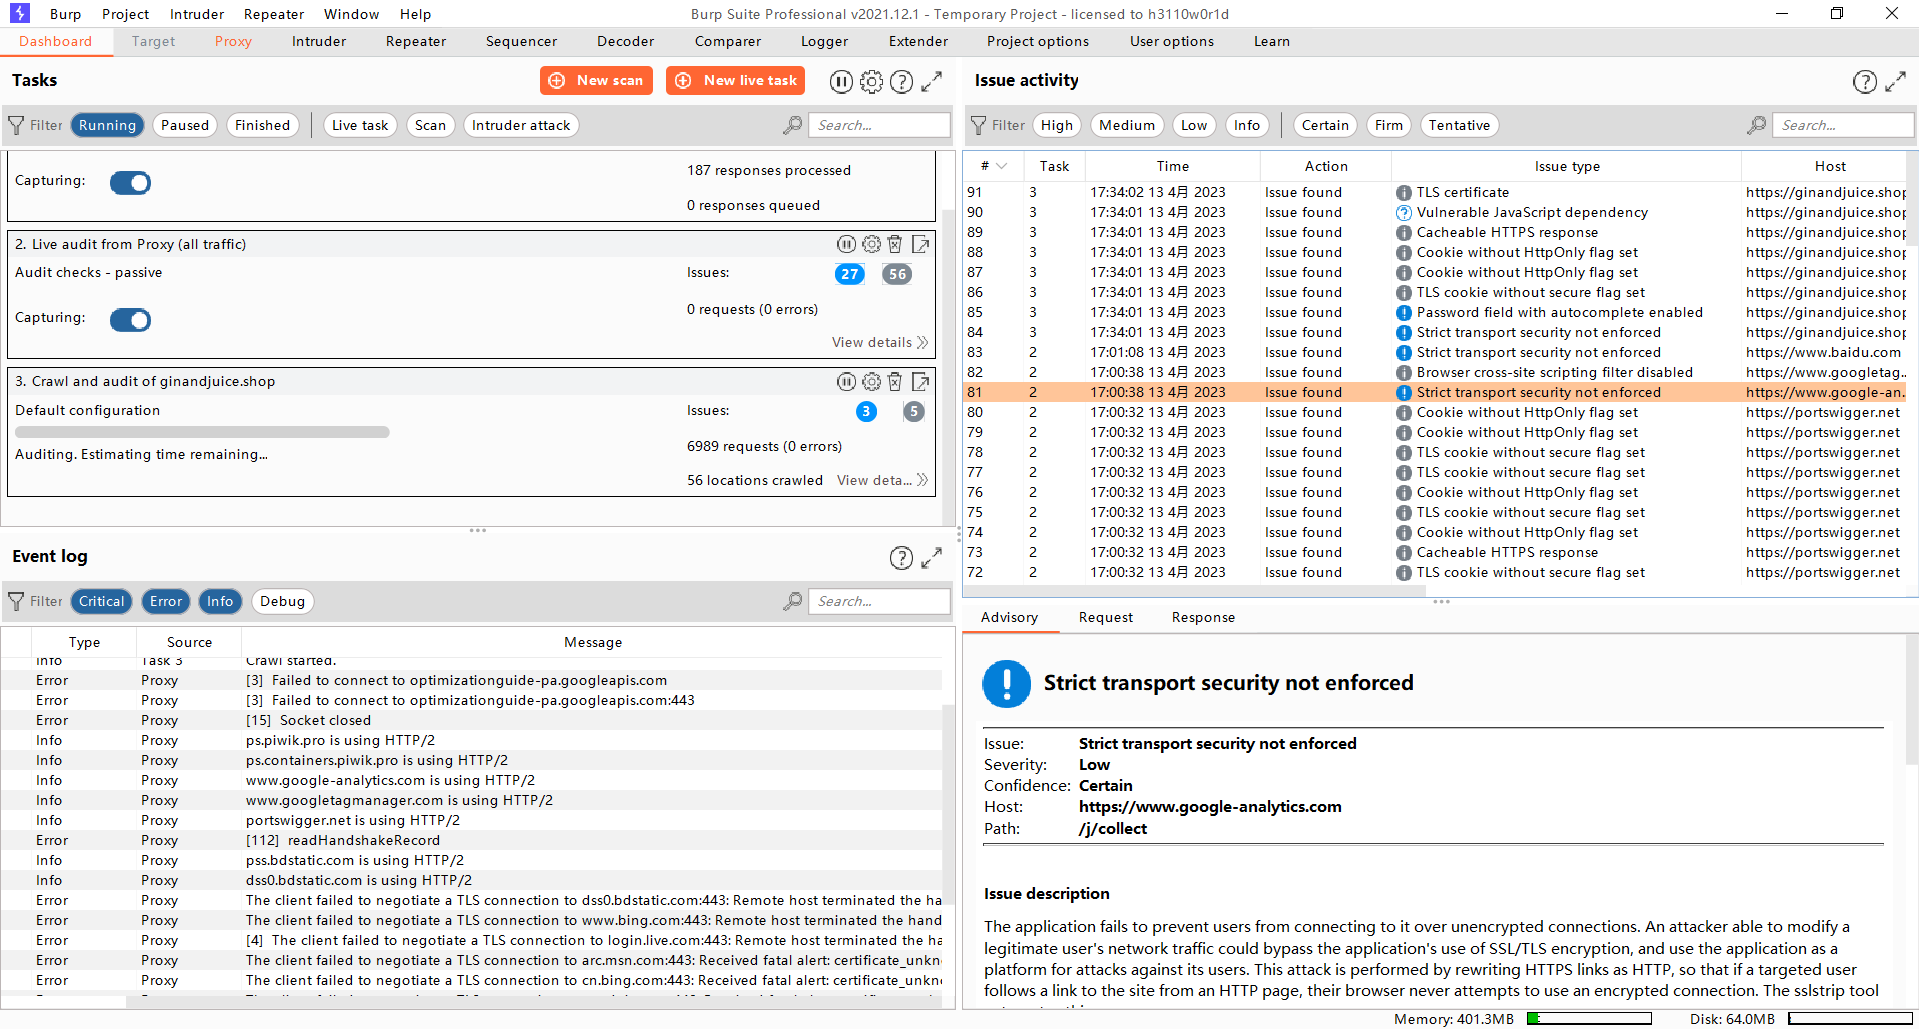 Burp Project Intruder Repeater Window Help
Burp Suite Professional v2021.12.1 - Temporary Project - licensed to h3110w0r1d
Dashboard Target Proxy Intruder Repeater Sequencer Decoder Comparer Logger Extender Project options User options Learn
Tasks
New scan New live task
Filter Running Paused Finished Live task Scan Intruder attack Search...
Capturing:
187 responses processed
0 responses queued
2. Live audit from Proxy (all traffic)
Audit checks - passive Issues: 27 56
Capturing: 0 requests (0 errors)
View details
3. Crawl and audit of ginandjuice.shop
Default configuration Issues: 3 5
6989 requests (0 errors)
Auditing. Estimating time remaining...
56 locations crawled View deta...
Event log
Filter Critical Error Info Debug Search...
Type Source Message
Info Task 3 Crawl started.
Error Proxy [3] Failed to connect to optimizationguide-pa.googleapis.com
Error Proxy [3] Failed to connect to optimizationguide-pa.googleapis.com:443
Error Proxy [15] Socket closed
Info Proxy ps.piwik.pro is using HTTP/2
Info Proxy ps.containers.piwik.pro is using HTTP/2
Info Proxy www.google-analytics.com is using HTTP/2
Info Proxy www.googletagmanager.com is using HTTP/2
Info Proxy portswigger.net is using HTTP/2
Error Proxy [112] readHandshakeRecord
Info Proxy pss.bdstatic.com is using HTTP/2
Info Proxy dss0.bdstatic.com is using HTTP/2
Error Proxy The client failed to negotiate a TLS connection to dss0.bdstatic.com:443: Remote host terminated the ha
Error Proxy The client failed to negotiate a TLS connection to www.bing.com:443: Remote host terminated the hand
Error Proxy [4] The client failed to negotiate a TLS connection to login.live.com:443: Remote host terminated the ha
Error Proxy The client failed to negotiate a TLS connection to arc.msn.com:443: Received fatal alert: certificate_unkn
Error Proxy The client failed to negotiate a TLS connection to cn.bing.com:443: Received fatal alert: certificate_unkn
Issue activity
Filter High Medium Low Info Certain Firm Tentative Search...
# Task Time Action Issue type Host
91 3 17:34:02 13 4月 2023 Issue found TLS certificate https://ginandjuice.shop
90 3 17:34:01 13 4月 2023 Issue found Vulnerable JavaScript dependency https://ginandjuice.shop
89 3 17:34:01 13 4月 2023 Issue found Cacheable HTTPS response https://ginandjuice.shop
88 3 17:34:01 13 4月 2023 Issue found Cookie without HttpOnly flag set https://ginandjuice.shop
87 3 17:34:01 13 4月 2023 Issue found Cookie without HttpOnly flag set https://ginandjuice.shop
86 3 17:34:01 13 4月 2023 Issue found TLS cookie without secure flag set https://ginandjuice.shop
85 3 17:34:01 13 4月 2023 Issue found Password field with autocomplete enabled https://ginandjuice.shop
84 3 17:34:01 13 4月 2023 Issue found Strict transport security not enforced https://ginandjuice.shop
83 2 17:01:08 13 4月 2023 Issue found Strict transport security not enforced https://www.baidu.com
82 2 17:00:38 13 4月 2023 Issue found Browser cross-site scripting filter disabled https://www.googletag...
81 2 17:00:38 13 4月 2023 Issue found Strict transport security not enforced https://www.google-an...
80 2 17:00:32 13 4月 2023 Issue found Cookie without HttpOnly flag set https://portswigger.net
79 2 17:00:32 13 4月 2023 Issue found Cookie without HttpOnly flag set https://portswigger.net
78 2 17:00:32 13 4月 2023 Issue found TLS cookie without secure flag set https://portswigger.net
77 2 17:00:32 13 4月 2023 Issue found TLS cookie without secure flag set https://portswigger.net
76 2 17:00:32 13 4月 2023 Issue found Cookie without HttpOnly flag set https://portswigger.net
75 2 17:00:32 13 4月 2023 Issue found TLS cookie without secure flag set https://portswigger.net
74 2 17:00:32 13 4月 2023 Issue found Cookie without HttpOnly flag set https://portswigger.net
73 2 17:00:32 13 4月 2023 Issue found Cacheable HTTPS response https://portswigger.net
72 2 17:00:32 13 4月 2023 Issue found TLS cookie without secure flag set https://portswigger.net
Advisory Request Response
Strict transport security not enforced
Issue: Strict transport security not enforced
Severity: Low
Confidence: Certain
Host: https://www.google-analytics.com
Path: /j/collect
Issue description
The application fails to prevent users from connecting to it over unencrypted connections. An attacker able to modify a
legitimate user's network traffic could bypass the application's use of SSL/TLS encryption, and use the application as a
platform for attacks against its users. This attack is performed by rewriting HTTPS links as HTTP, so that if a targeted user
follows a link to the site from an HTTP page, their browser never attempts to use an encrypted connection. The sslstrip tool
Memory: 401.3MB Disk: 64.0MB